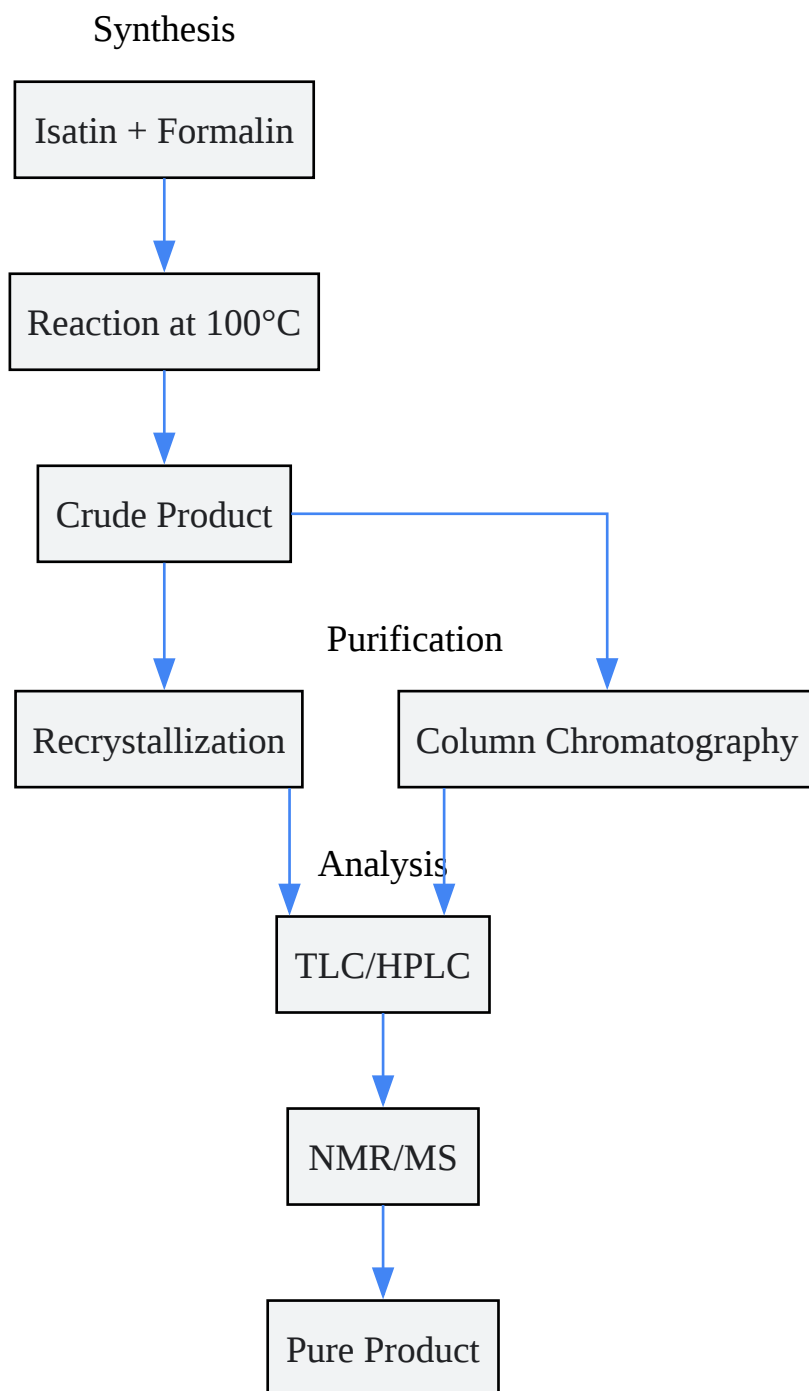 Synthesis
Isatin + Formalin
Reaction at 100°C
Crude Product
Purification
Recrystallization
Column Chromatography
Analysis
TLC/HPLC
NMR/MS
Pure Product